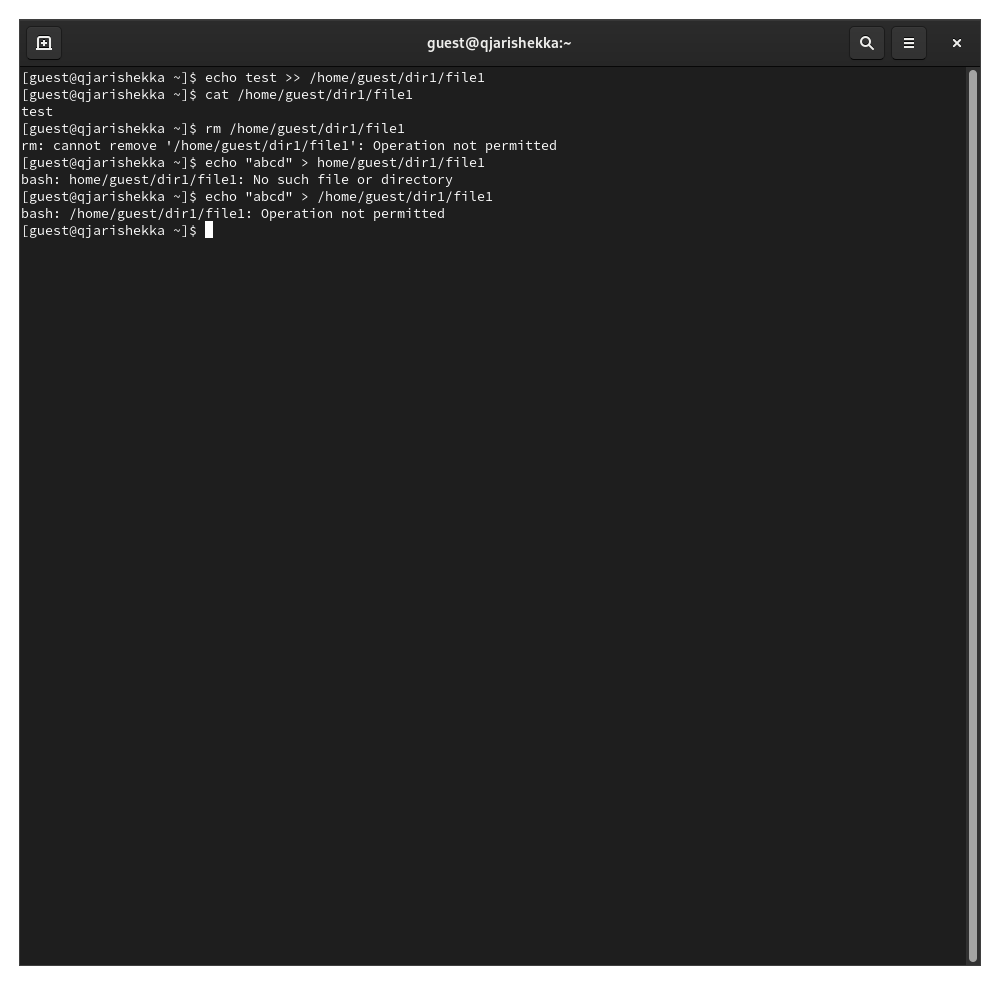 guest@qjarishekka:~
[guest@qjarishekka ~]$ echo test >> /home/guest/dir1/file1
[guest@qjarishekka ~]$ cat /home/guest/dir1/file1
test
[guest@qjarishekka ~]$ rm /home/guest/dir1/file1
rm: cannot remove '/home/guest/dir1/file1': Operation not permitted
[guest@qjarishekka ~]$ echo "abcd" > home/guest/dir1/file1
bash: home/guest/dir1/file1: No such file or directory
[guest@qjarishekka ~]$ echo "abcd" > /home/guest/dir1/file1
bash: /home/guest/dir1/file1: Operation not permitted
[guest@qjarishekka ~]$